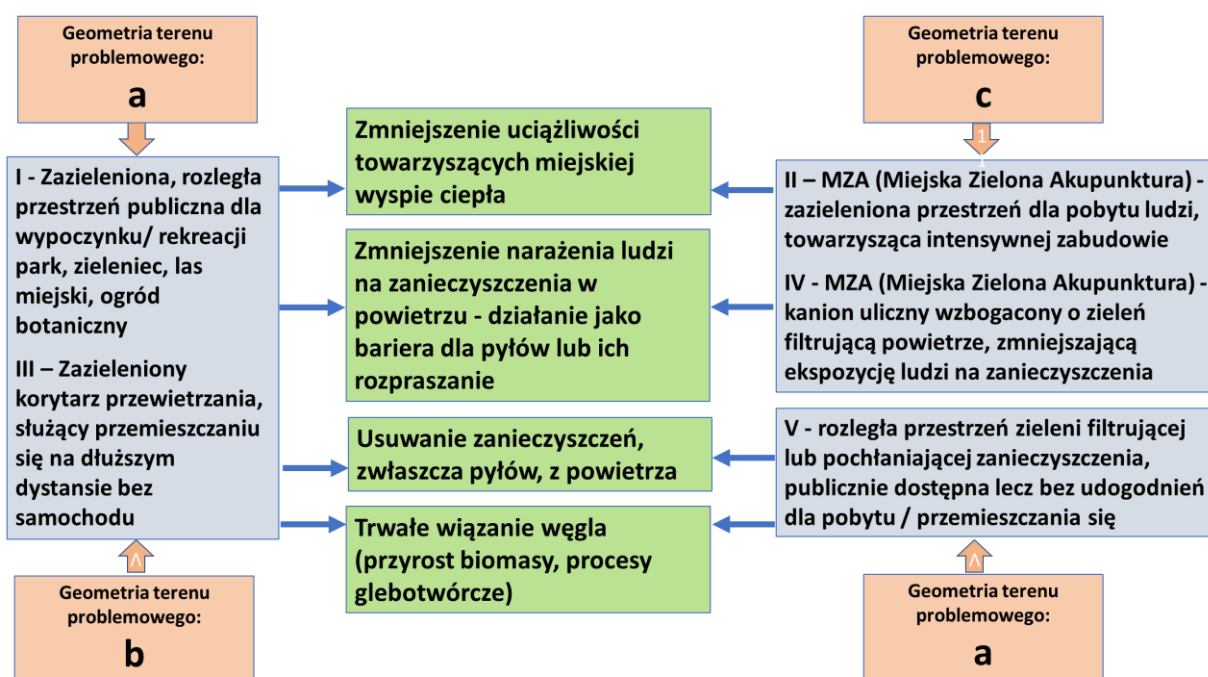 Geometria terenu
problemowego:
a
I - Zazieleniona, rozległa
przestrzeń publiczna dla
wypoczynku/ rekreacji
park, zieleniec, las
miejski, ogród
botaniczny
III – Zazieleniony
korytarz przewietrzania,
służący przemieszczaniu
się na dłuższym
dystansie bez
samochodu
Geometria terenu
problemowego:
b
Zmniejszenie uciążliwości
towarzyszących miejskiej
wyspie ciepła
Zmniejszenie narażenia ludzi
na zanieczyszczenia w
powietrzu - działanie jako
bariera dla pyłów lub ich
rozpraszanie
Usuwanie zanieczyszczeń,
zwłaszcza pyłów, z powietrza
Trwałe wiązanie węgla
(przyrost biomasy, procesy
glebotwórcze)
Geometria terenu
problemowego:
c
1
II – MZA (Miejska Zielona Akupunktura) -
zazieleniona przestrzeń dla pobytu ludzi,
towarzysząca intensywnej zabudowie
IV - MZA (Miejska Zielona Akupunktura) -
kanion uliczny wzbogacony o zieleń
filtrującą powietrze, zmniejszającą
ekspozycję ludzi na zanieczyszczenia
V - rozległa przestrzeń zieleni filtrującej
lub pochłaniającej zanieczyszczenia,
publicznie dostępna lecz bez udogodnień
dla pobytu / przemieszczania się
Geometria terenu
problemowego:
a